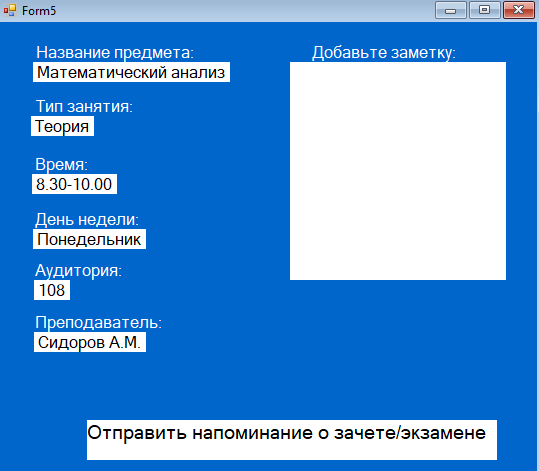 Form5
Название предмета:
Математический анализ
Тип занятия:
Теория
Время:
8.30-10.00
День недели:
Понедельник
Аудитория:
108
Преподаватель:
Сидоров А.М.
Добавьте заметку:
Отправить напоминание о зачете/экзамене